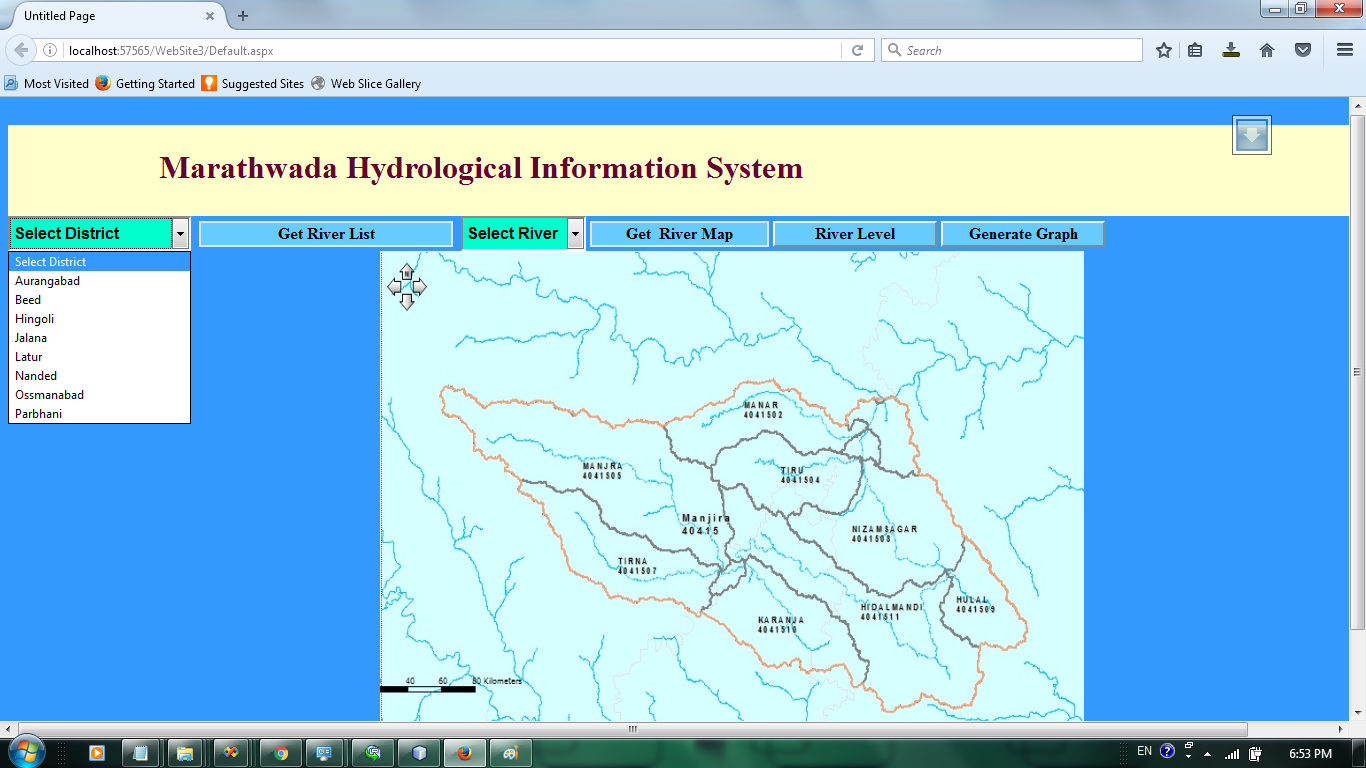 Untitled Page
localhost:57565/WebSite3/Default.aspx
Search
Most Visited Getting Started Suggested Sites Web Slice Gallery
Marathwada Hydrological Information System
Select District Get River List Select River Get River Map River Level Generate Graph
Select District
Aurangabad
Beed
Hingoli
Jalana
Latur
Nanded
Ossmanabad
Parbhani
N
MANAR
4041502
MANJRA
4041505
TIRU
4041504
Manjira
40415
NIZAMSAGAR
4041508
TIRNA
4041507
HULAL
4041509
HIDALMANDI
4041511
KARANJA
4041510
40 60 80 Kilometers
EN 6:53 PM